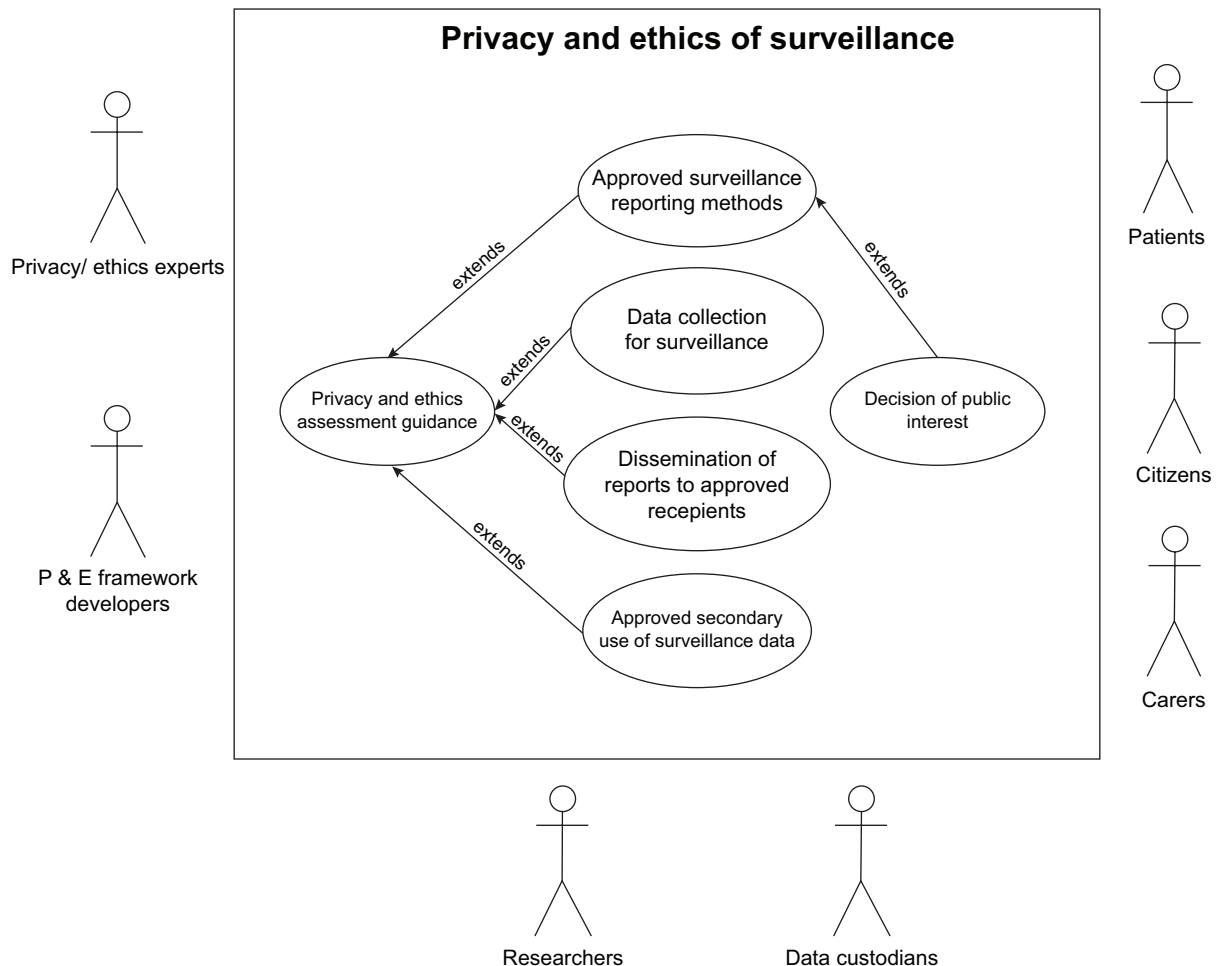 Privacy and ethics of surveillance
Privacy/ ethics experts
P & E framework
developers
Approved surveillance
reporting methods
extends
extends
Data collection
for surveillance
extends
Privacy and ethics
assessment guidance
Decision of public
interest
extends
Dissemination of
reports to approved
recepients
extends
Approved secondary
use of surveillance data
Patients
Citizens
Carers
Researchers
Data custodians